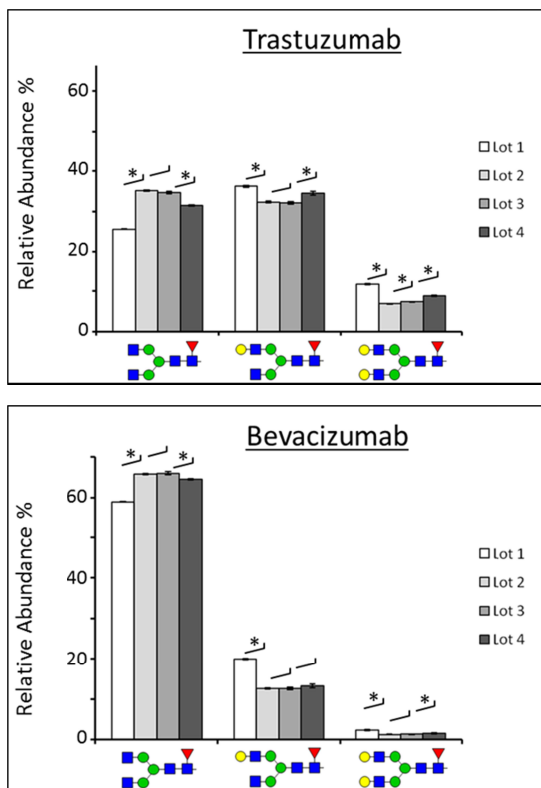 Trastuzumab
Relative Abundance %
60
40
20
0
* * * * * * *
Lot 1
Lot 2
Lot 3
Lot 4
Bevacizumab
Relative Abundance %
60
40
20
0
* * * * *
Lot 1
Lot 2
Lot 3
Lot 4